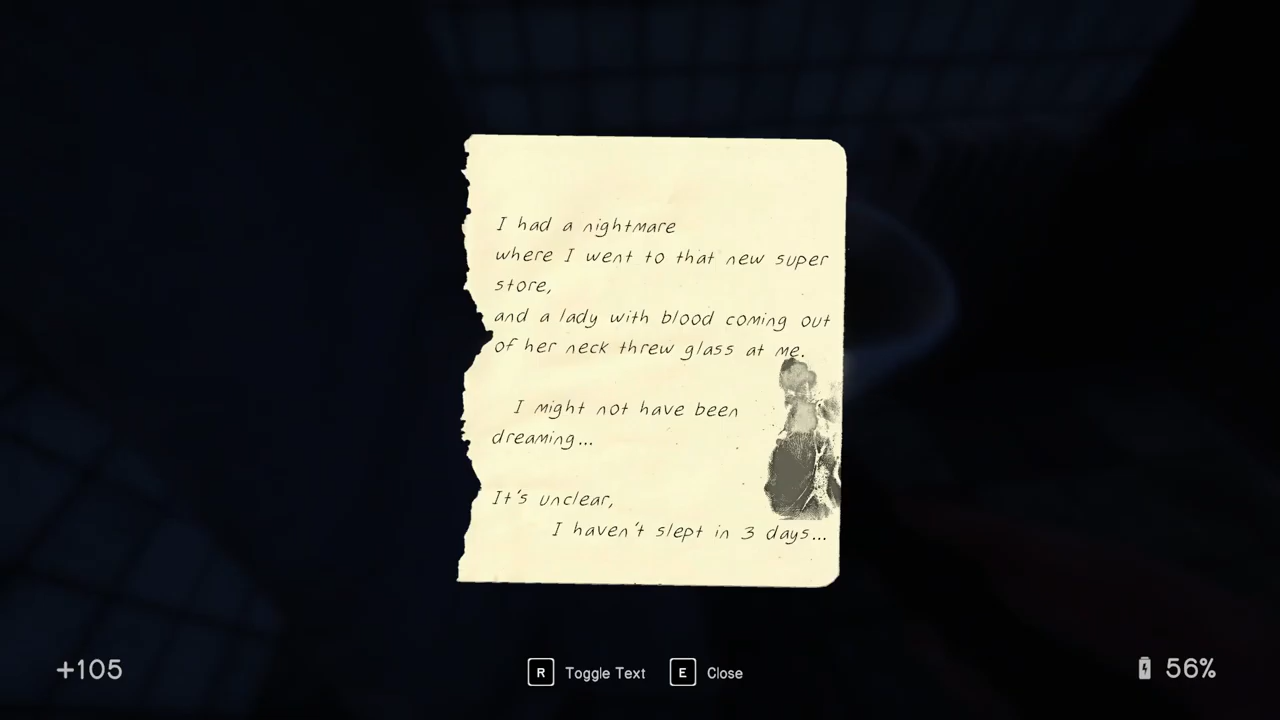 I had a nightmare
where I went to that new super
store,
and a lady with blood coming out
of her neck threw glass at me.
I might not have been
dreaming...
It's unclear,
I haven't slept in 3 days...
+105
R Toggle Text E Close
56%